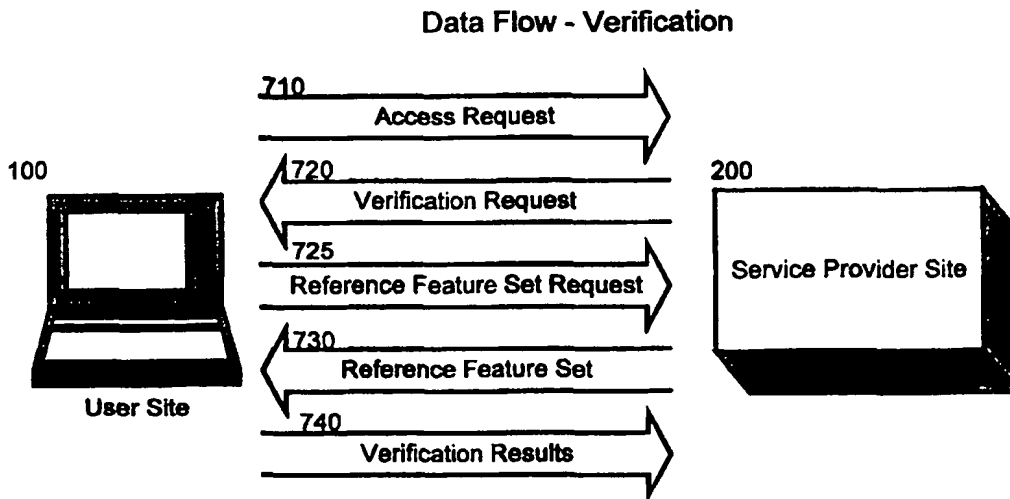 Data Flow - Verification
710
Access Request
100
720
200
Verification Request
725
Service Provider Site
Reference Feature Set Request
730
Reference Feature Set
User Site
740
Verification Results